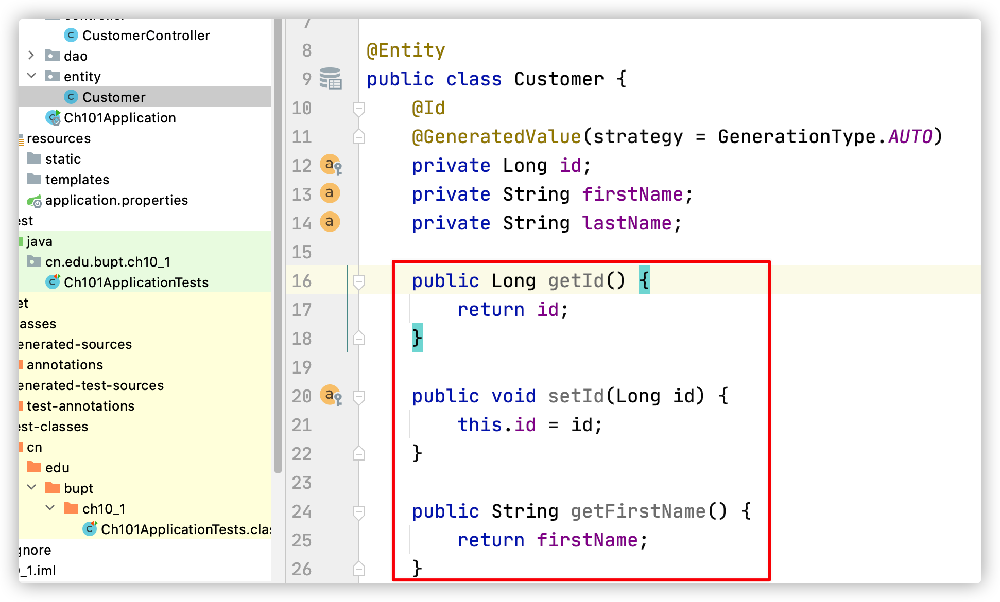 CustomerController
dao
entity
Customer
Ch101Application
resources
static
templates
application.properties
est
java
cn.edu.bupt.ch10_1
Ch101ApplicationTests
et
asses
enerated-sources
annotations
enerated-test-sources
test-annotations
est-classes
cn
edu
bupt
ch10_1
Ch101ApplicationTests.clas
gnore
_1.iml
7
8 @Entity
9 public class Customer {
10 @Id
11 @GeneratedValue(strategy = GenerationType.AUTO)
12 private Long id;
13 private String firstName;
14 private String lastName;
15
16 public Long getId() {
17 return id;
18 }
19
20 public void setId(Long id) {
21 this.id = id;
22 }
23
24 public String getFirstName() {
25 return firstName;
26 }